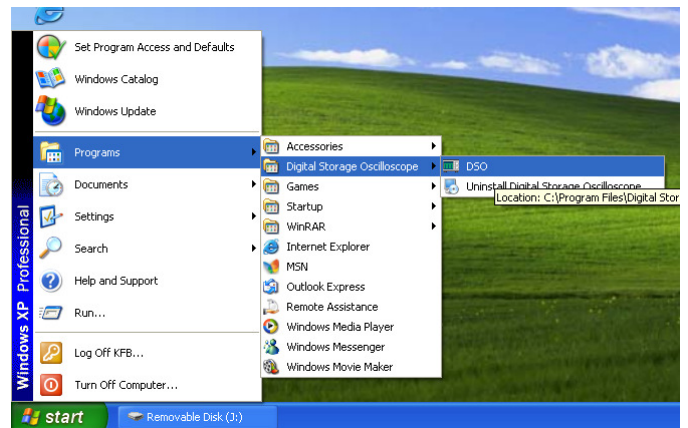 Set Program Access and Defaults
Windows Catalog
Windows Update
Programs
Documents
Settings
Search
Help and Support
Run...
Log Off KFB...
Turn Off Computer...
Windows XP Professional
Accessories
Digital Storage Oscilloscope
Games
Startup
WinRAR
Internet Explorer
MSN
Outlook Express
Remote Assistance
Windows Media Player
Windows Messenger
Windows Movie Maker
DSO
Uninstall Digital Storage Oscilloscope
Location: C:\Program Files\Digital Stor
start
Removable Disk (J:)